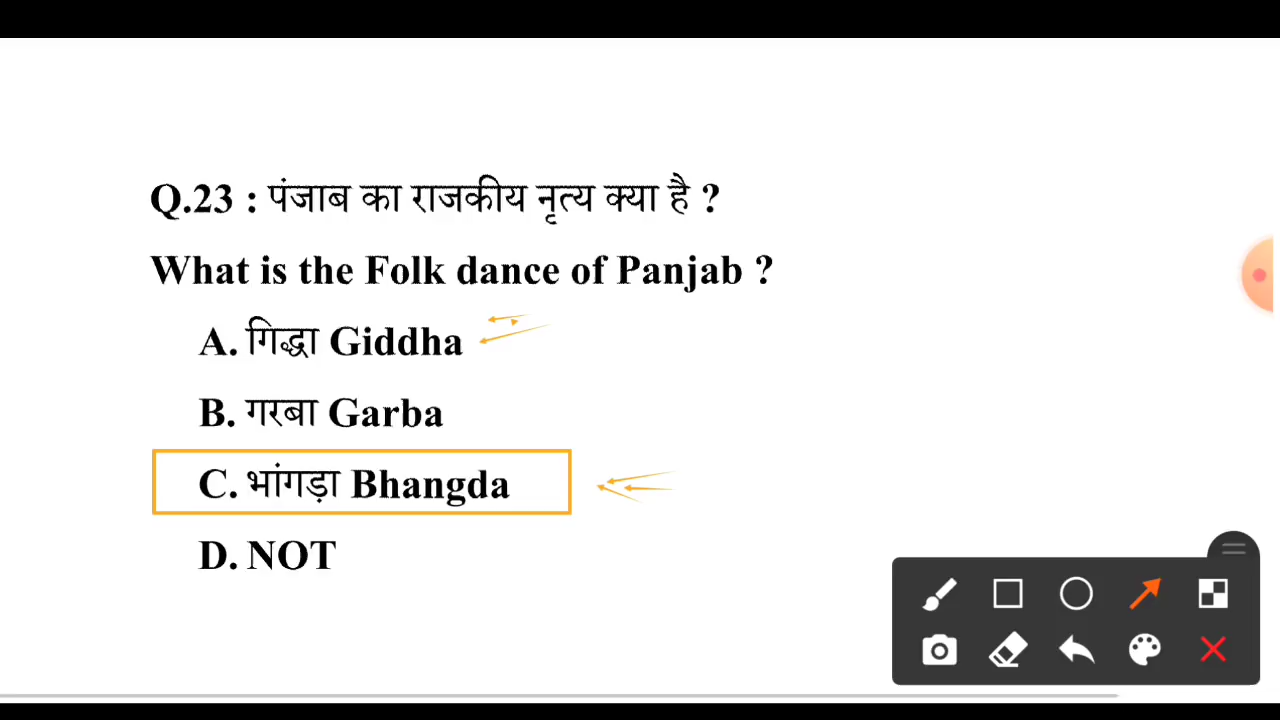 Q.23 : पंजाब का राजकीय नृत्य क्या है ?
What is the Folk dance of Panjab ?
A. गिद्धा Giddha
B. गरबा Garba
C. भांगड़ा Bhangda
D. NOT